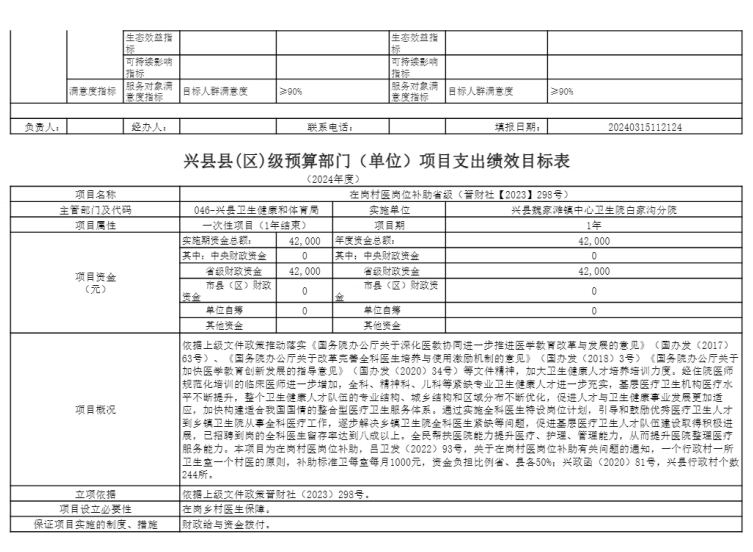 生态效益指标 生态效益指标
可持续影响指标 可持续影响指标
满意度指标 服务对象满意度指标 目标人群满意度 ≥90% 服务对象满意度指标 目标人群满意度 ≥90%
负责人： 经办人： 联系电话： 填报日期： 20240315112124
兴县县(区)级预算部门（单位）项目支出绩效目标表
（2024年度）
项目名称 在岗村医岗位补助省级（晋财社【2023】298号）
主管部门及代码 046-兴县卫生健康和体育局 实施单位 兴县魏家滩镇中心卫生院白家沟分院
项目属性 一次性项目（1年结束） 项目期 1年
项目资金（元） 实施期资金总额： 42,000 年度资金总额： 42,000
其中：中央财政资金 0 其中：中央财政资金 0
省级财政资金 42,000 省级财政资金 42,000
市县（区）财政资金 0 市县（区）财政资金 0
单位自筹 0 单位自筹 0
其他资金 其他资金
项目概况
依据上级文件政策推动落实《国务院办公厅关于深化医教协同进一步推进医学教育改革与发展的意见》（国办发（2017）
63号）、《国务院办公厅关于改革完善全科医生培养与使用激励机制的意见》（国办发（2018）3号）《国务院办公厅关于
加快医学教育创新发展的指导意见》（国办发（2020）34号）等文件精神，加大卫生健康人才培训力度，经住院医师
规范化培训的临床医师进一步增加，全科、精神科、儿科等紧缺专业卫生健康人才进一步充实，基层医疗卫生机构医疗水
平不断提升，整个卫生健康人才队伍的专业结构、城乡结构和区域分布不断优化，促进人才与卫生健康事业发展更加适
应，加快构建适合我国国情的整合型医疗卫生服务体系。通过实施全科医生特设岗位计划，引导和鼓励优秀医疗卫生人才
到乡镇卫生院从事全科医疗工作，逐步解决乡镇卫生院全科医生紧缺等问题，促进基层医疗卫生人才队伍建设取得积极进
展，已招聘到岗的全科医生留存率达到八成以上。全民帮扶医院能力提升医疗、护理、管理能力，从而提升医院整理医疗
服务能力。本项目为在岗村医岗位补助，吕卫发（2022）93号，关于在岗村医岗位补助有关问题的通知，一个行政村一所
卫生室一个村医的原则，补助标准卫每室每月1000元，资金负担比例省、县各50%；兴政函（2020）81号，兴县行政村个数
244所。
立项依据 依据上级文件政策晋财社（2023）298号。
项目设立必要性 在岗乡村医生保障。
保证项目实施的制度、措施 财政给与资金拨付。